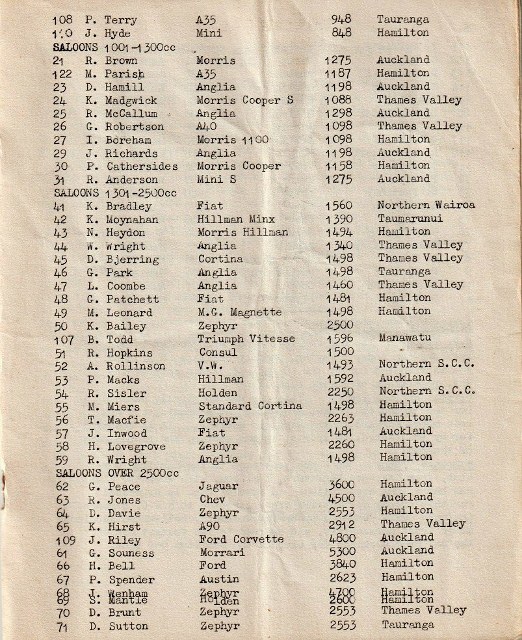 108 P. Terry A35 948 Tauranga
110 J. Hyde Mini 848 Hamilton
SALOONS 1001-1300cc
21 R. Brown Morris 1275 Auckland
122 M. Parish A35 1187 Hamilton
23 D. Hamill Anglia 1198 Auckland
24 K. Madgwick Morris Cooper S 1088 Thames Valley
25 R. McCallum Anglia 1298 Auckland
26 G. Robertson A40 1098 Thames Valley
27 I. Boreham Morris 1100 1098 Hamilton
29 J. Richards Anglia 1198 Auckland
30 P. Cathersides Morris Cooper 1158 Hamilton
31 R. Anderson Mini S 1275 Auckland
SALOONS 1301-2500cc
41 K. Bradley Fiat 1560 Northern Wairoa
42 K. Moynahan Hillman Minx 1390 Taumarunui
43 N. Heydon Morris Hillman 1494 Hamilton
44 W. Wright Anglia 1340 Thames Valley
45 D. Bjerring Cortina 1498 Thames Valley
46 G. Park Anglia 1498 Tauranga
47 L. Coombe Anglia 1460 Thames Valley
48 G. Patchett Fiat 1481 Hamilton
49 M. Leonard M.G. Magnette 1498 Hamilton
50 K. Bailey Zephyr 2500
107 B. Todd Triumph Vitesse 1596 Manawatu
51 R. Hopkins Consul 1500
52 A. Rollinson V.W. 1493 Northern S.C.C.
53 P. Macks Hillman 1592 Auckland
54 R. Sisler Holden 2250 Northern S.C.C.
55 M. Miers Standard Cortina 1498 Hamilton
56 T. Macfie Zephyr 2263 Hamilton
57 J. Inwood Fiat 1481 Auckland
58 H. Lovegrove Zephyr 2260 Hamilton
59 R. Wright Anglia 1498 Hamilton
SALOONS OVER 2500cc
62 G. Peace Jaguar 3600 Hamilton
63 R. Jones Chev 4500 Auckland
64 D. Davie Zephyr 2553 Hamilton
65 K. Hirst A90 2912 Thames Valley
109 J. Riley Ford Corvette 4800 Auckland
61 G. Souness Morrari 5300 Auckland
66 H. Bell Ford 3840 Hamilton
67 P. Spender Austin 2623 Hamilton
68 J. Wenham Zephyr 4700 Hamilton
69 S. Mantle Holden 2600 Hamilton
70 D. Brunt Zephyr 2553 Thames Valley
71 D. Sutton Zephyr 2553 Tauranga